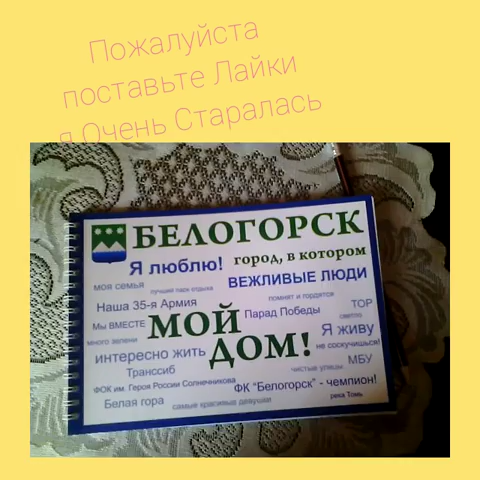 Пожалуйста
поставьте Лайки
я Очень Старалась
БЕЛОГОРСК
Я люблю! город, в котором
моя семья лучший парк отдыха ВЕЖЛИВЫЕ ЛЮДИ
Наша 35-я Армия помнят и гордятся ТОР
Мы ВМЕСТЕ МОЙ Парад Победы светло
много зелени Я живу
интересно жить ДОМ! не соскучишься!
Транссиб чистые улицы МБУ
ФОК им. Героя России Солнечникова ФК "Белогорск" - чемпион!
Белая гора самые красивые девушки река Томь